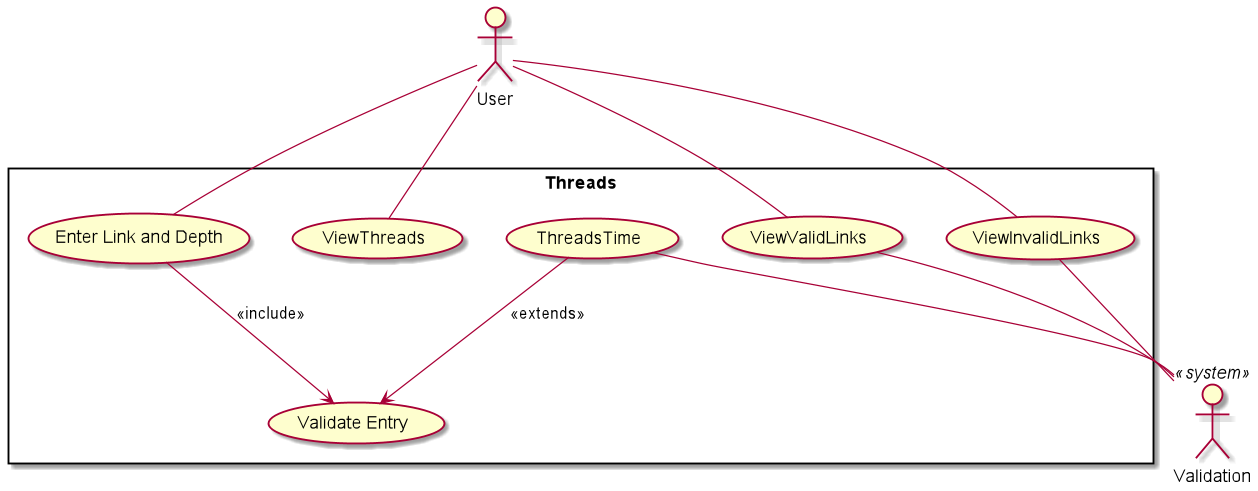 User
Threads
Enter Link and Depth
ViewThreads
ThreadsTime
ViewValidLinks
ViewInvalidLinks
«include»
«extends»
«system»
Validate Entry
Validation